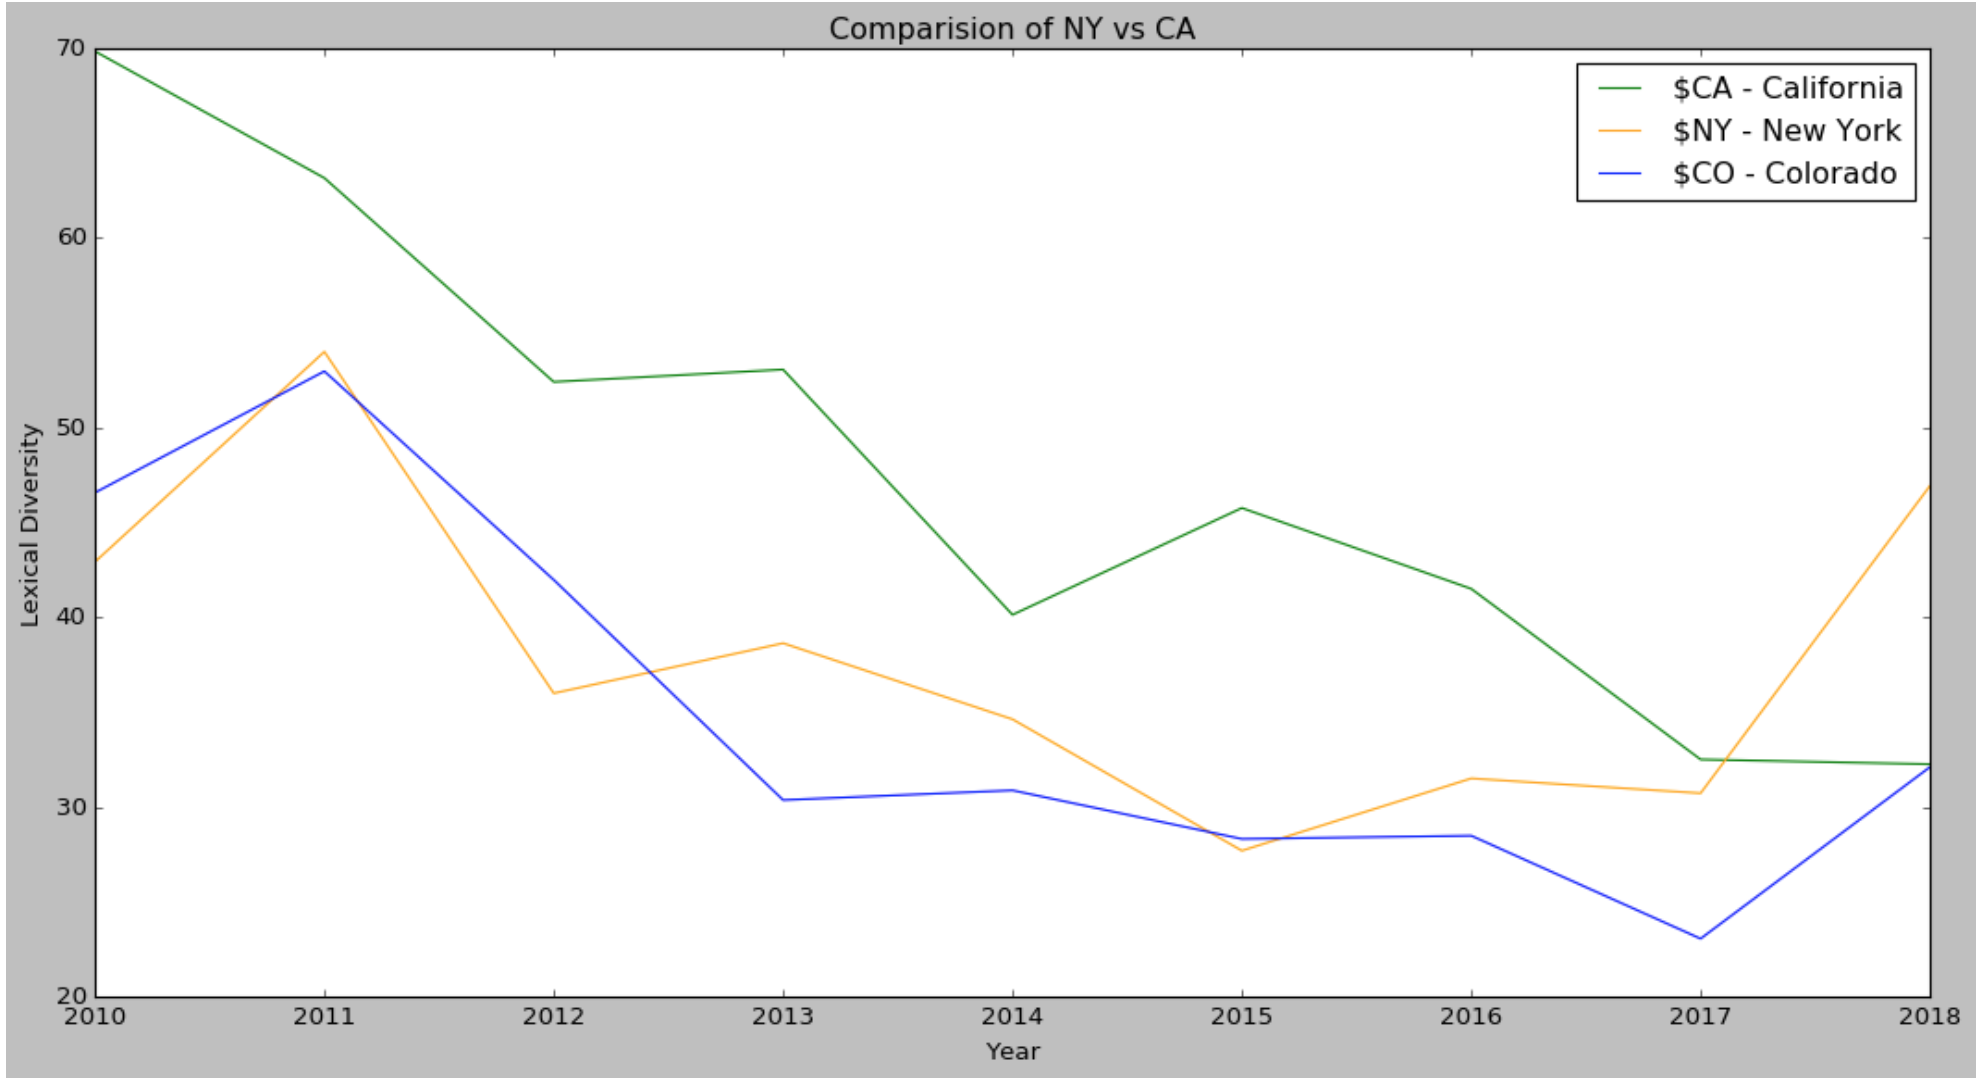 Comparision of NY vs CA
$CA - California
$NY - New York
$CO - Colorado
70
60
50
40
30
20
Lexical Diversity
2010 2011 2012 2013 2014 2015 2016 2017 2018
Year